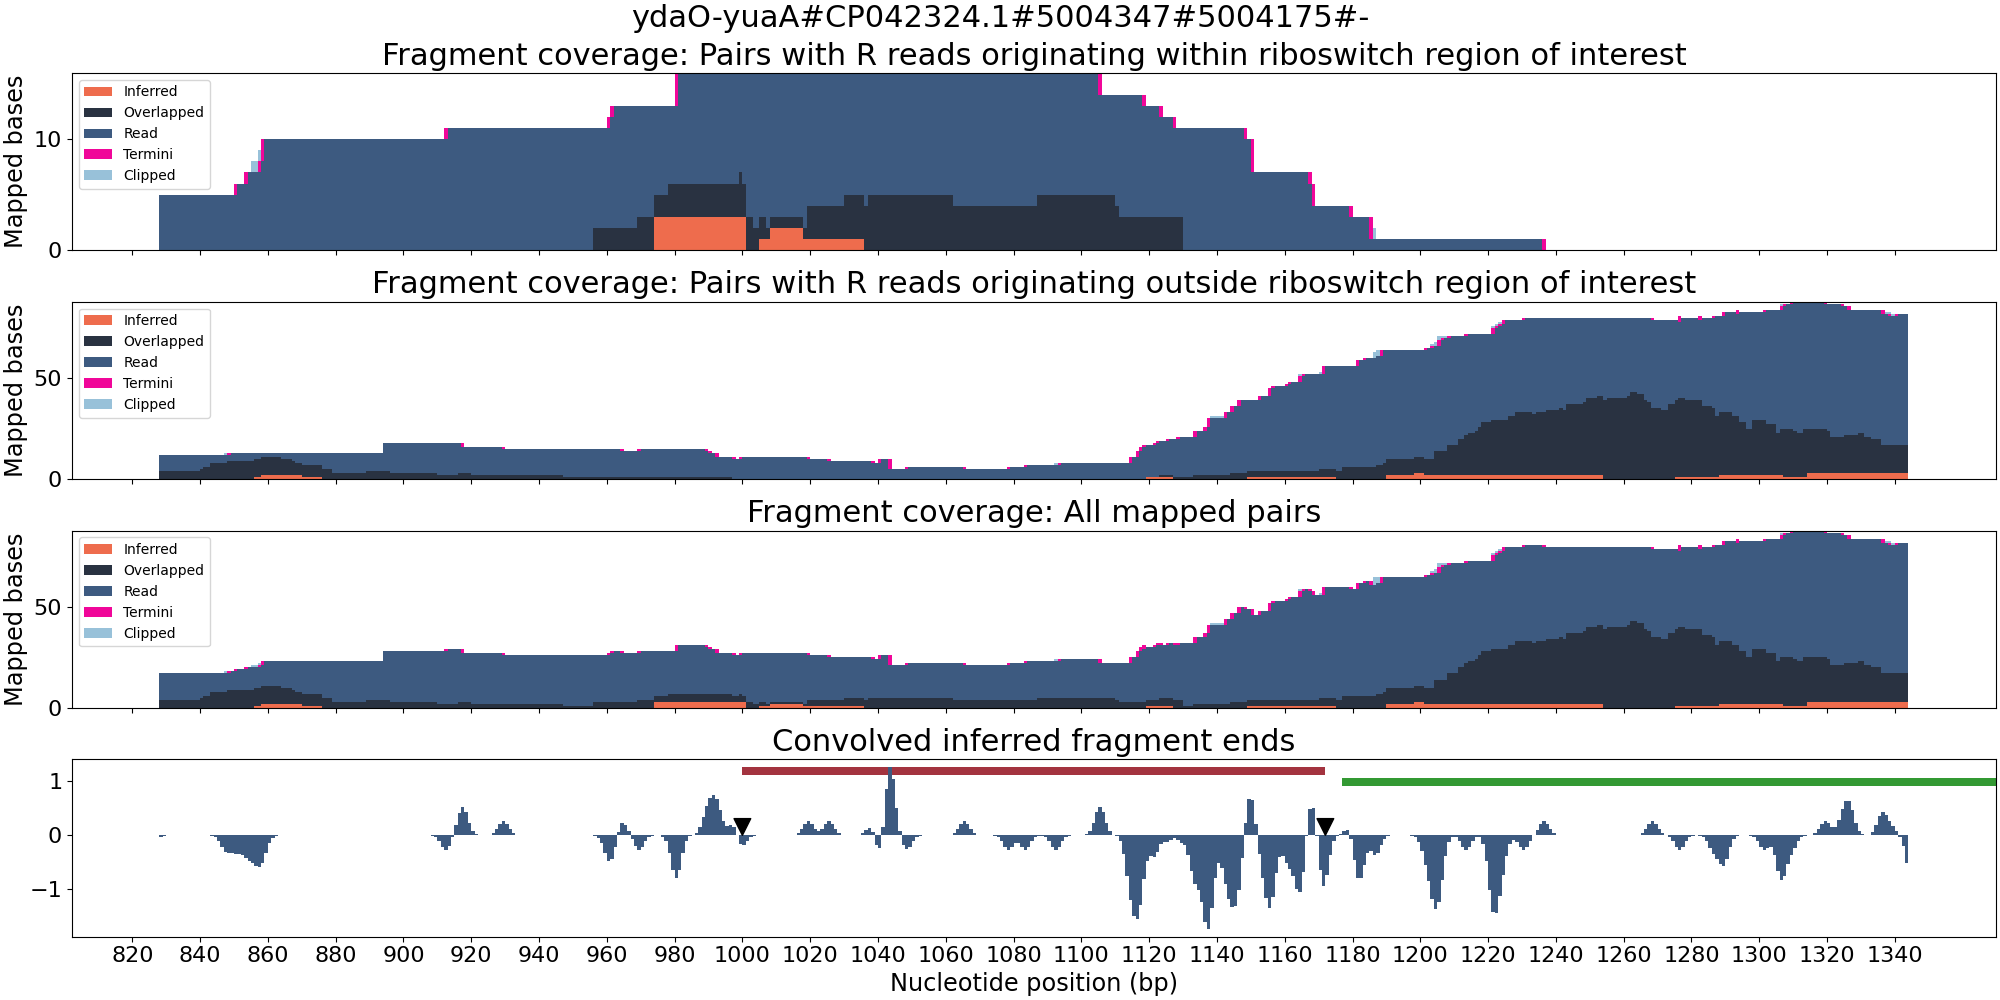 ydaO-yuaA#CP042324.1#5004347#5004175#-
Fragment coverage: Pairs with R reads originating within riboswitch region of interest
Mapped bases
10
0
Inferred
Overlapped
Read
Termini
Clipped
Fragment coverage: Pairs with R reads originating outside riboswitch region of interest
Mapped bases
50
0
Inferred
Overlapped
Read
Termini
Clipped
Fragment coverage: All mapped pairs
Mapped bases
50
0
Inferred
Overlapped
Read
Termini
Clipped
Convolved inferred fragment ends
1
0
−1
820 840 860 880 900 920 940 960 980 1000 1020 1040 1060 1080 1100 1120 1140 1160 1180 1200 1220 1240 1260 1280 1300 1320 1340
Nucleotide position (bp)